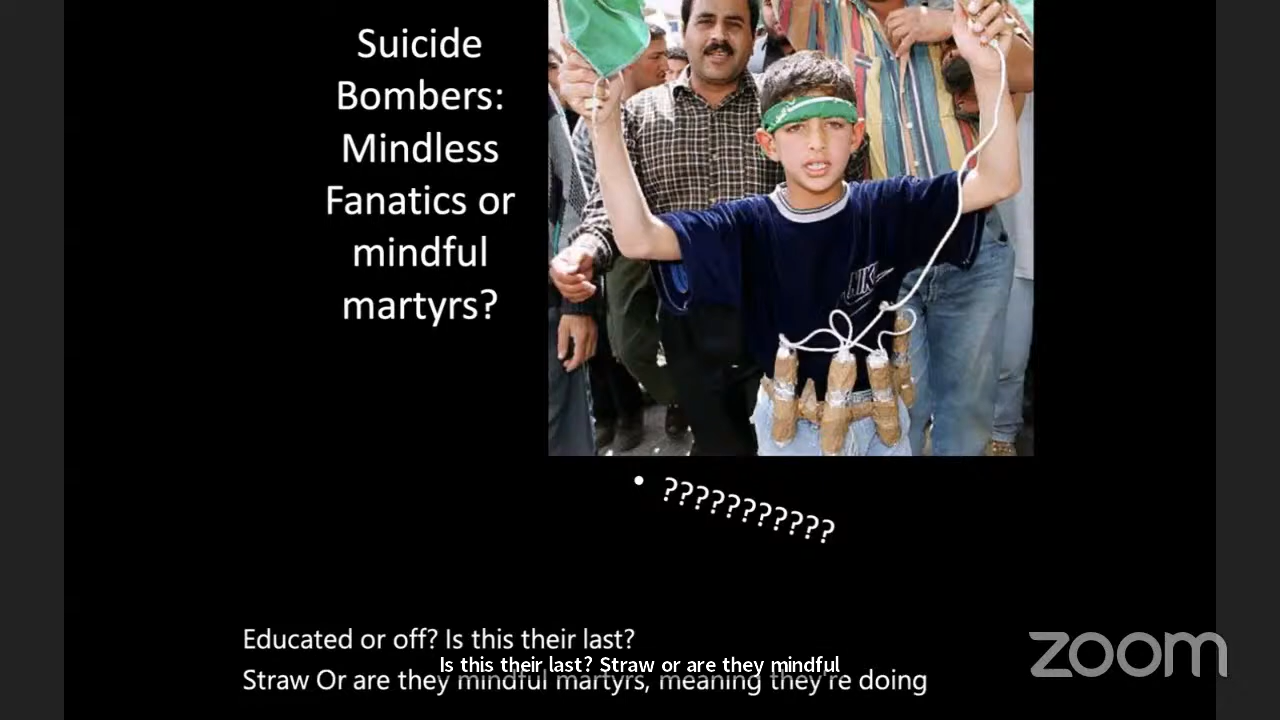 Suicide
Bombers:
Mindless
Fanatics or
mindful
martyrs?
• ???????????
Educated or off? Is this their last?
Is this their last? Straw or are they mindful
Straw Or are they mindful martyrs, meaning they're doing
zoom